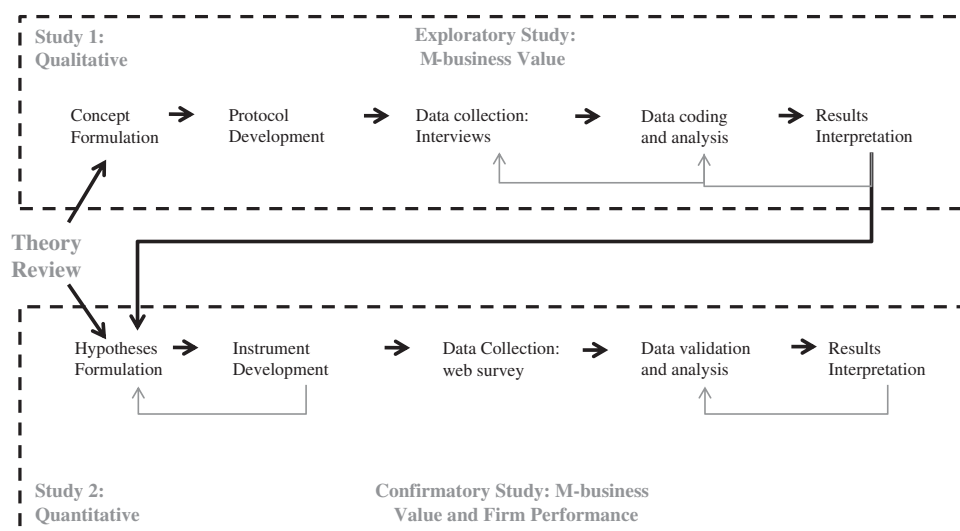 Study 1:
Qualitative
Exploratory Study:
M-business Value
Concept
Formulation
Protocol
Development
Data collection:
Interviews
Data coding
and analysis
Results
Interpretation
Theory
Review
Hypotheses
Formulation
Instrument
Development
Data Collection:
web survey
Data validation
and analysis
Results
Interpretation
Study 2:
Quantitative
Confirmatory Study: M-business
Value and Firm Performance